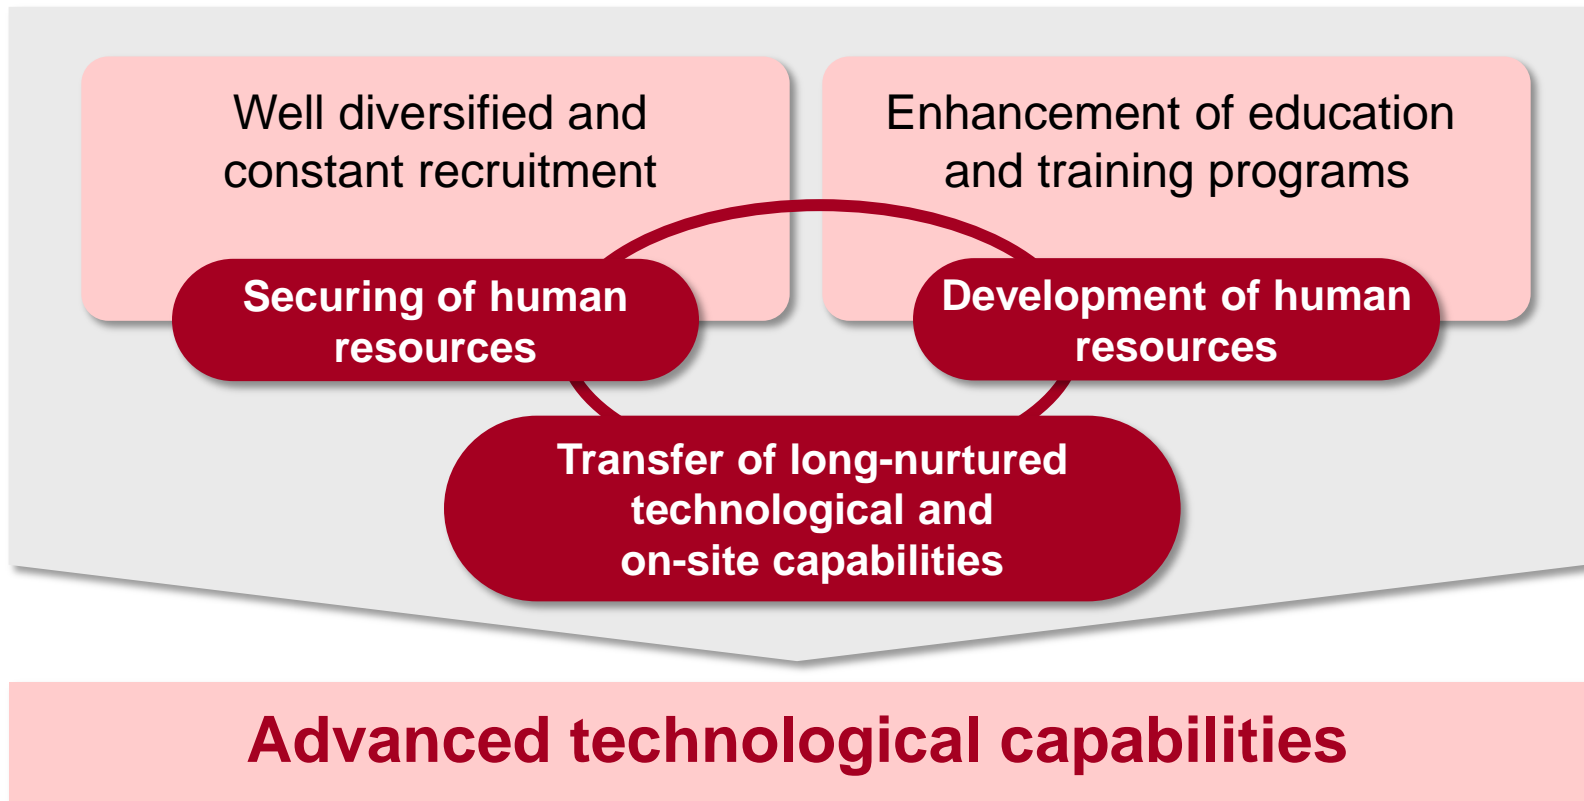 Well diversified and
constant recruitment
Securing of human
resources
Enhancement of education
and training programs
Development of human
resources
Transfer of long-nurtured
technological and
on-site capabilities
Advanced technological capabilities